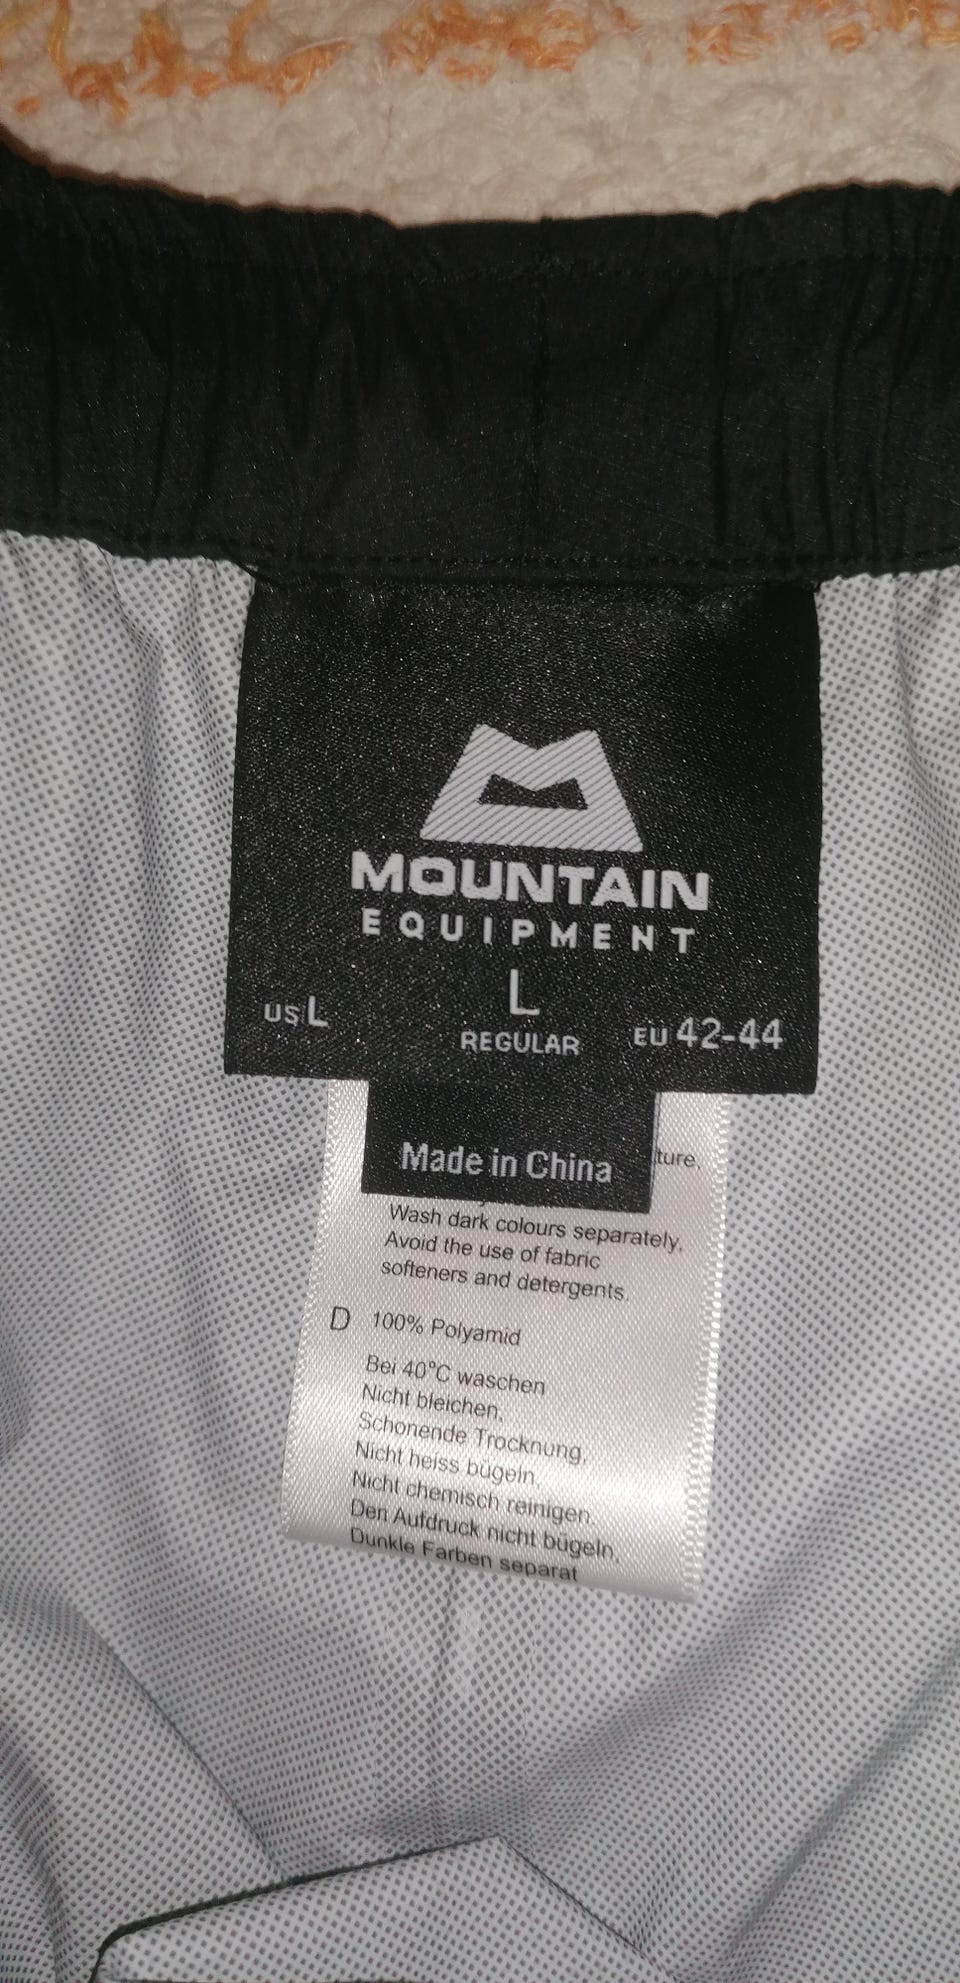 MOUNTAIN
EQUIPMENT
L
US L
REGULAR
EU 42-44
Made in China
ture.
Wash dark colours separately.
Avoid the use of fabric
softeners and detergents.
D 100% Polyamid
Bei 40°C waschen
Nicht bleichen,
Schonende Trocknung,
Nicht heiss bügeln,
Nicht chemisch reinigen.
Den Aufdruck nicht bügeln,
Dunkle Farben separat